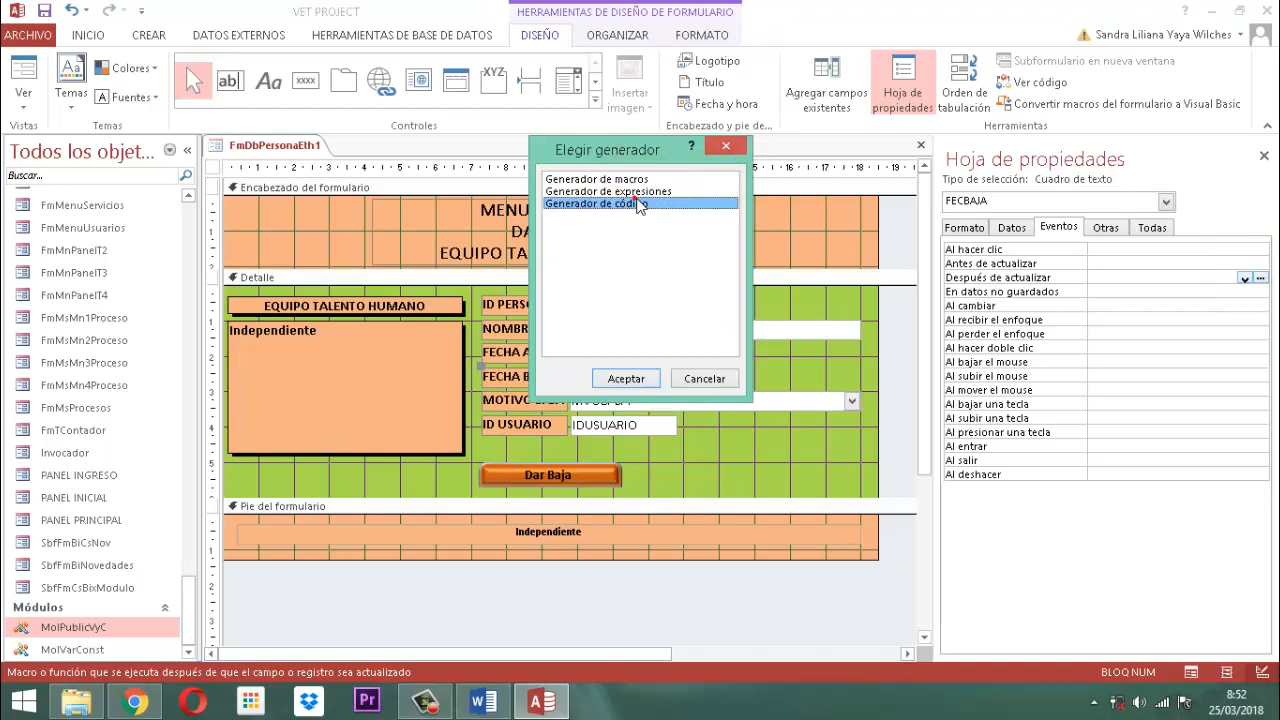 VET PROJECT
HERRAMIENTAS DE DISEÑO DE FORMULARIO
ARCHIVO INICIO CREAR DATOS EXTERNOS HERRAMIENTAS DE BASE DE DATOS DISEÑO ORGANIZAR FORMATO
Sandra Liliana Yaya Wilches
Ver
Temas
Colores
Fuentes
Insertar
imagen
Logotipo
Título
Fecha y hora
Agregar campos
existentes
Hoja de
propiedades
Orden de
tabulación
Subformulario en nueva ventana
Ver código
Convertir macros del formulario a Visual Basic
Vistas
Temas
Controles
Encabezado y pie de...
Herramientas
Todos los objet...
Buscar...
FmMenuServicios
FmMenuUsuarios
FmMnPanelT2
FmMnPanelT3
FmMnPanelT4
FmMsMn1Proceso
FmMsMn2Proceso
FmMsMn3Proceso
FmMsMn4Proceso
FmMsProcesos
FmTContador
Invocador
PANEL INGRESO
PANEL INICIAL
PANEL PRINCIPAL
SbfFmBiCsNov
SbfFmBiNovedades
SbfFmCsBixModulo
Módulos
MolPublicVyC
MolVarConst
FmDbPersonaEth1
Encabezado del formulario
EQUIPO
Detalle
EQUIPO TALENTO HUMANO
Independiente
ID
FECHA
FECHA
MOTIVO
ID USUARIO IDUSUARIO
Dar Baja
Pie del formulario
Independiente
Elegir generador
?
Generador de macros
Generador de expresiones
Generador de
Aceptar Cancelar
Hoja de propiedades
Tipo de selección: Cuadro de texto
FECBAJA
Formato Datos Eventos Otras Todas
Al hacer clic
Antes de actualizar
Después de actualizar
En datos no guardados
Al cambiar
Al recibir el enfoque
Al perder el enfoque
Al hacer doble clic
Al bajar el mouse
Al subir el mouse
Al mover el mouse
Al bajar una tecla
Al subir una tecla
Al presionar una tecla
Al entrar
Al salir
Al deshacer
Macro o función que se ejecuta después de que el campo o registro sea actualizado
BLOQ NUM
8:52
25/03/2018